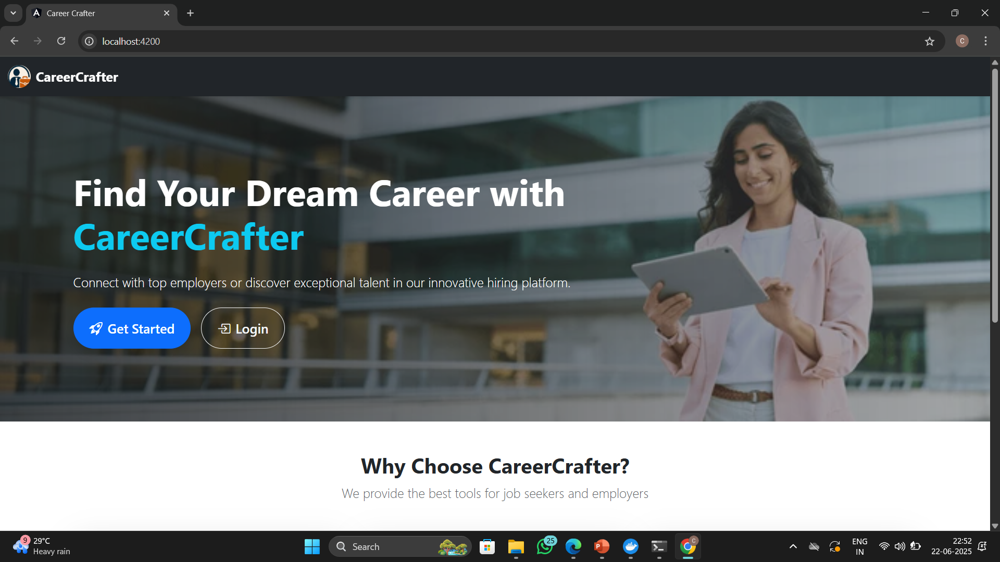 Career Crafter
localhost:4200
C
CareerCrafter
Find Your Dream Career with
CareerCrafter
Connect with top employers or discover exceptional talent in our innovative hiring platform.
Get Started
Login
Why Choose CareerCrafter?
We provide the best tools for job seekers and employers
9
29°C
Heavy rain
Search
25
P
C
ENG
IN
22:52
22-06-2025